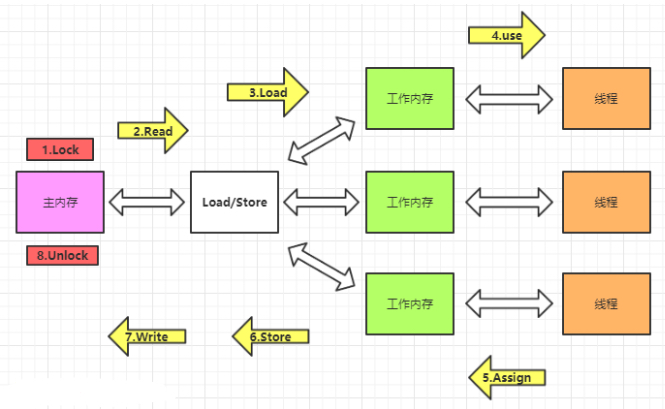 4.use
3.Load
工作内存
线程
2.Read
1.Lock
主内存
Load/Store
工作内存
线程
8.Unlock
工作内存
线程
7.Write
6.Store
5.Assign